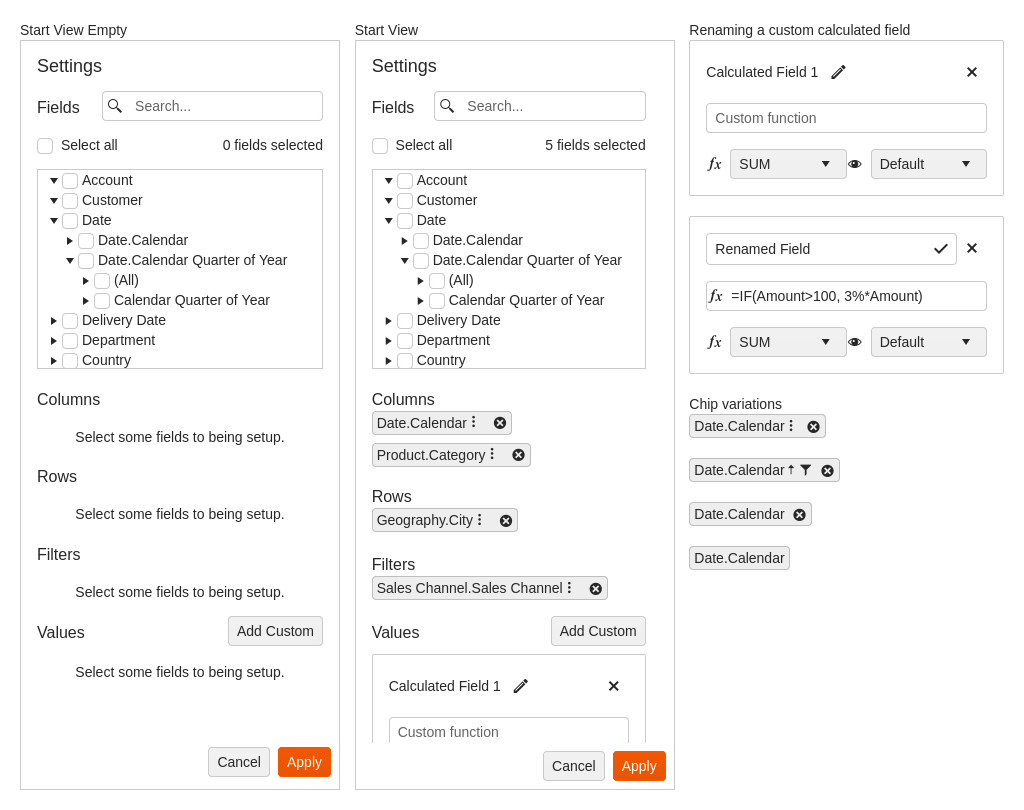 Start View Empty
Settings
Fields
Search...
Select all
0 fields selected
Account
Customer
Date
Date.Calendar
Date.Calendar Quarter of Year
(All)
Calendar Quarter of Year
Delivery Date
Department
Country
Columns
Select some fields to being setup.
Rows
Select some fields to being setup.
Filters
Select some fields to being setup.
Values
Add Custom
Select some fields to being setup.
Cancel
Apply
Start View
Settings
Fields
Search...
Select all
5 fields selected
Account
Customer
Date
Date.Calendar
Date.Calendar Quarter of Year
(All)
Calendar Quarter of Year
Delivery Date
Department
Country
Columns
Date.Calendar
Product.Category
Rows
Geography.City
Filters
Sales Channel.Sales Channel
Values
Add Custom
Calculated Field 1
Custom function
Cancel
Apply
Renaming a custom calculated field
Calculated Field 1
Custom function
fx SUM
Default
Renamed Field
fx =IF(Amount>100, 3%*Amount)
fx SUM
Default
Chip variations
Date.Calendar
Date.Calendar
Date.Calendar
Date.Calendar